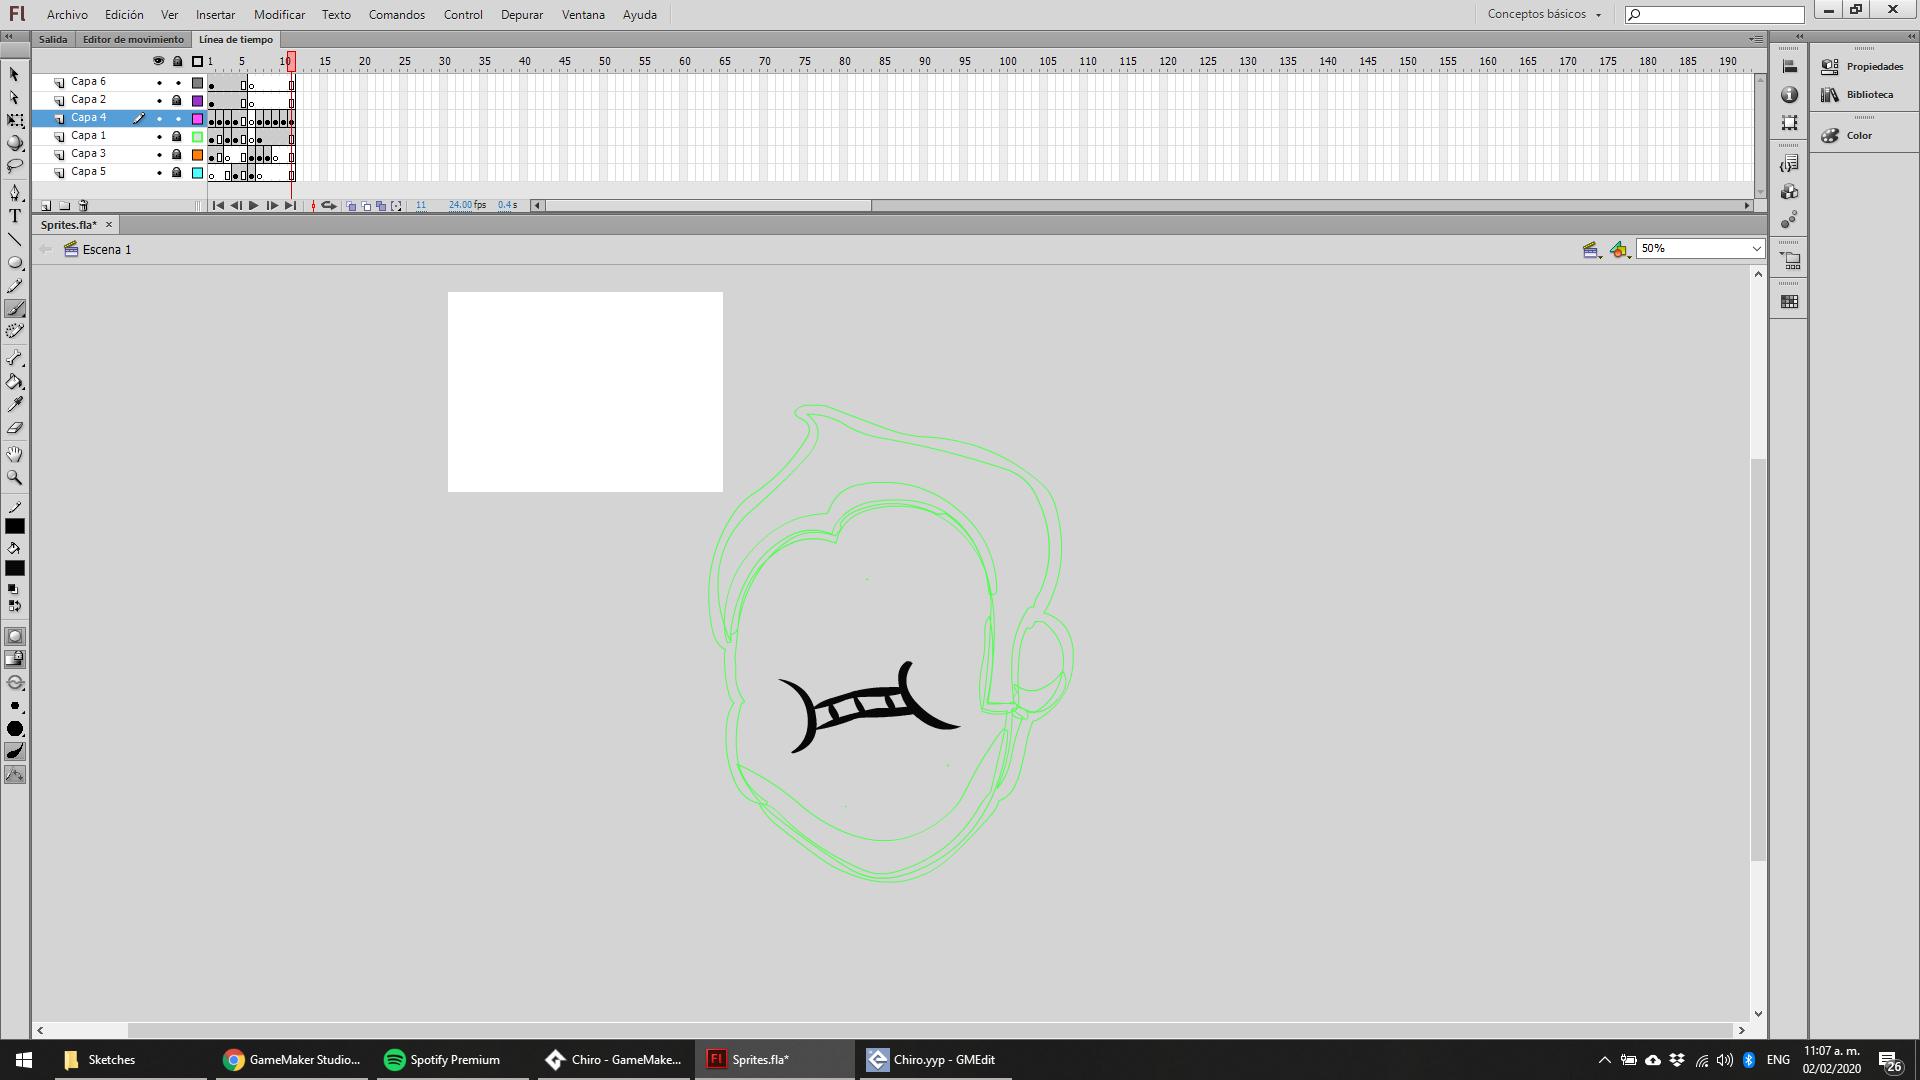 Fl Archivo Edición Ver Insertar Modificar Texto Comandos Control Depurar Ventana Ayuda Conceptos básicos
Salida Editor de movimiento Línea de tiempo
1 5 10 15 20 25 30 35 40 45 50 55 60 65 70 75 80 85 90 95 100 105 110 115 120 125 130 135 140 145 150 155 160 165 170 175 180 185 190
Capa 6
Capa 2
Capa 4
Capa 1
Capa 3
Capa 5
11 24.00 fps 0.4 s
Propiedades
Biblioteca
Color
Sprites.fla*
Escena 1
50%
T
Sketches GameMaker Studio... Spotify Premium Chiro - GameMake... Fl Sprites.fla* Chiro.yyp - GMEdit ENG 11:07 a. m.
02/02/2020 26